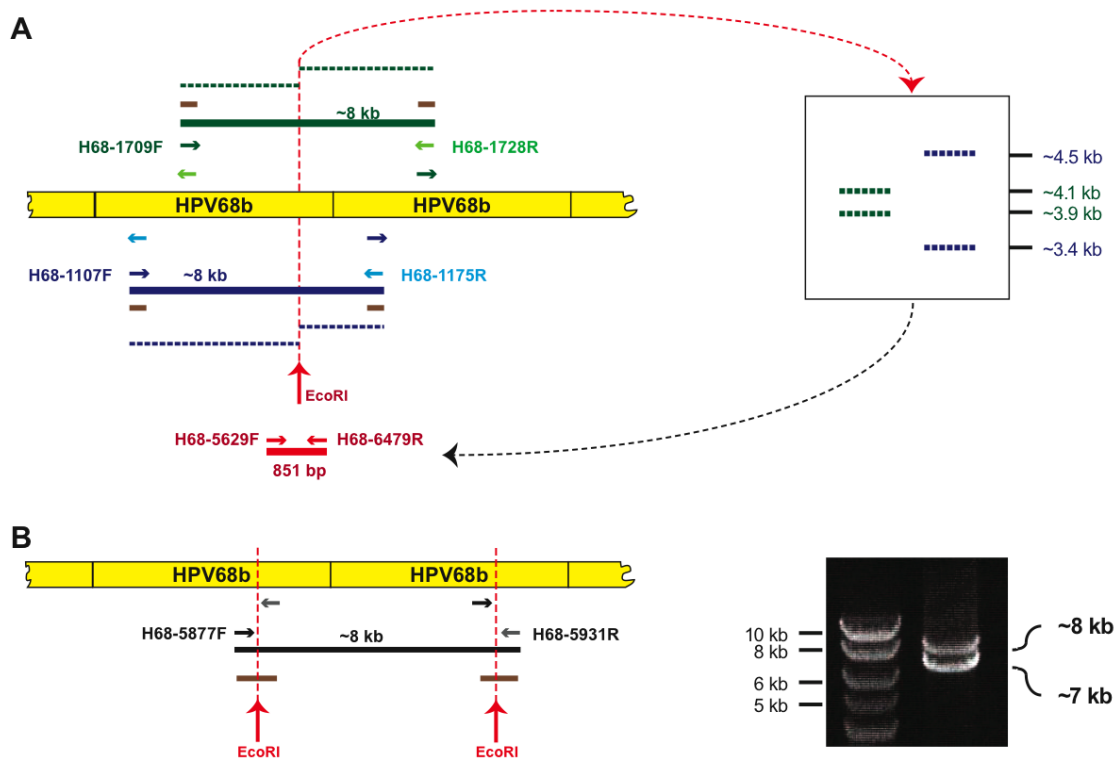 A
~8 kb
H68-1709F
H68-1728R
HPV68b
HPV68b
H68-1107F
~8 kb
H68-1175R
EcoRI
H68-5629F
H68-6479R
851 bp
~4.5 kb
~4.1 kb
~3.9 kb
~3.4 kb
B
HPV68b
HPV68b
H68-5877F
~8 kb
H68-5931R
EcoRI
EcoRI
10 kb
8 kb
6 kb
5 kb
~8 kb
~7 kb